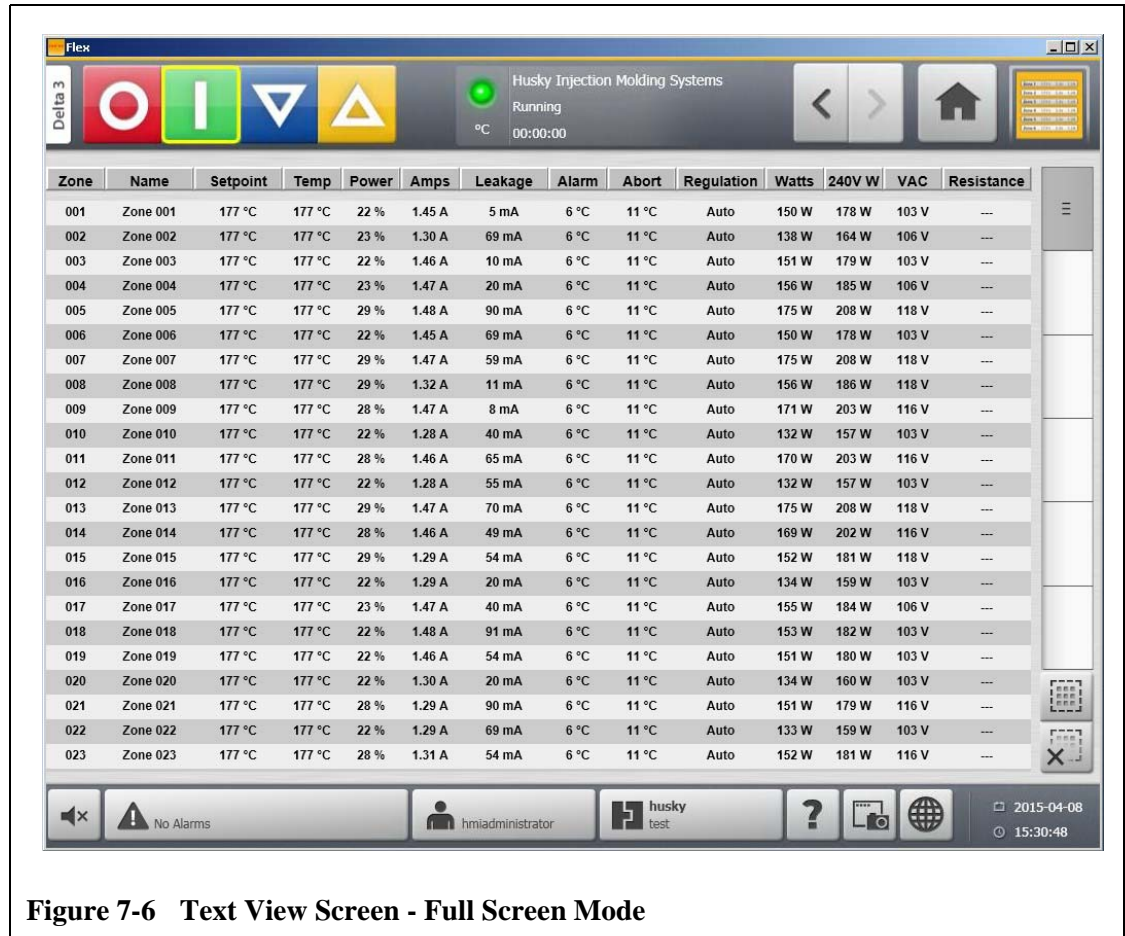 Flex
Delta 3
Husky Injection Molding Systems
Running
°C 00:00:00
Zone Name Setpoint Temp Power Amps Leakage Alarm Abort Regulation Watts 240V W VAC Resistance
001 Zone 001 177 °C 177 °C 22 % 1.45 A 5 mA 6 °C 11 °C Auto 150 W 178 W 103 V ---
002 Zone 002 177 °C 177 °C 23 % 1.30 A 69 mA 6 °C 11 °C Auto 138 W 164 W 106 V ---
003 Zone 003 177 °C 177 °C 22 % 1.46 A 10 mA 6 °C 11 °C Auto 151 W 179 W 103 V ---
004 Zone 004 177 °C 177 °C 23 % 1.47 A 20 mA 6 °C 11 °C Auto 156 W 185 W 106 V ---
005 Zone 005 177 °C 177 °C 29 % 1.48 A 90 mA 6 °C 11 °C Auto 175 W 208 W 118 V ---
006 Zone 006 177 °C 177 °C 22 % 1.45 A 69 mA 6 °C 11 °C Auto 150 W 178 W 103 V ---
007 Zone 007 177 °C 177 °C 29 % 1.47 A 59 mA 6 °C 11 °C Auto 175 W 208 W 118 V ---
008 Zone 008 177 °C 177 °C 29 % 1.32 A 11 mA 6 °C 11 °C Auto 156 W 186 W 118 V ---
009 Zone 009 177 °C 177 °C 28 % 1.47 A 8 mA 6 °C 11 °C Auto 171 W 203 W 116 V ---
010 Zone 010 177 °C 177 °C 22 % 1.28 A 40 mA 6 °C 11 °C Auto 132 W 157 W 103 V ---
011 Zone 011 177 °C 177 °C 28 % 1.46 A 65 mA 6 °C 11 °C Auto 170 W 203 W 116 V ---
012 Zone 012 177 °C 177 °C 22 % 1.28 A 55 mA 6 °C 11 °C Auto 132 W 157 W 103 V ---
013 Zone 013 177 °C 177 °C 29 % 1.47 A 70 mA 6 °C 11 °C Auto 175 W 208 W 118 V ---
014 Zone 014 177 °C 177 °C 28 % 1.46 A 49 mA 6 °C 11 °C Auto 169 W 202 W 116 V ---
015 Zone 015 177 °C 177 °C 29 % 1.29 A 54 mA 6 °C 11 °C Auto 152 W 181 W 118 V ---
016 Zone 016 177 °C 177 °C 22 % 1.29 A 20 mA 6 °C 11 °C Auto 134 W 159 W 103 V ---
017 Zone 017 177 °C 177 °C 23 % 1.47 A 40 mA 6 °C 11 °C Auto 155 W 184 W 106 V ---
018 Zone 018 177 °C 177 °C 22 % 1.48 A 91 mA 6 °C 11 °C Auto 153 W 182 W 103 V ---
019 Zone 019 177 °C 177 °C 22 % 1.46 A 54 mA 6 °C 11 °C Auto 151 W 180 W 103 V ---
020 Zone 020 177 °C 177 °C 22 % 1.30 A 20 mA 6 °C 11 °C Auto 134 W 160 W 103 V ---
021 Zone 021 177 °C 177 °C 28 % 1.29 A 90 mA 6 °C 11 °C Auto 151 W 179 W 116 V ---
022 Zone 022 177 °C 177 °C 22 % 1.29 A 69 mA 6 °C 11 °C Auto 133 W 159 W 103 V ---
023 Zone 023 177 °C 177 °C 28 % 1.31 A 54 mA 6 °C 11 °C Auto 152 W 181 W 116 V ---
No Alarms
hmiadministrator
husky
test
?
2015-04-08
15:30:48
Figure 7-6 Text View Screen - Full Screen Mode